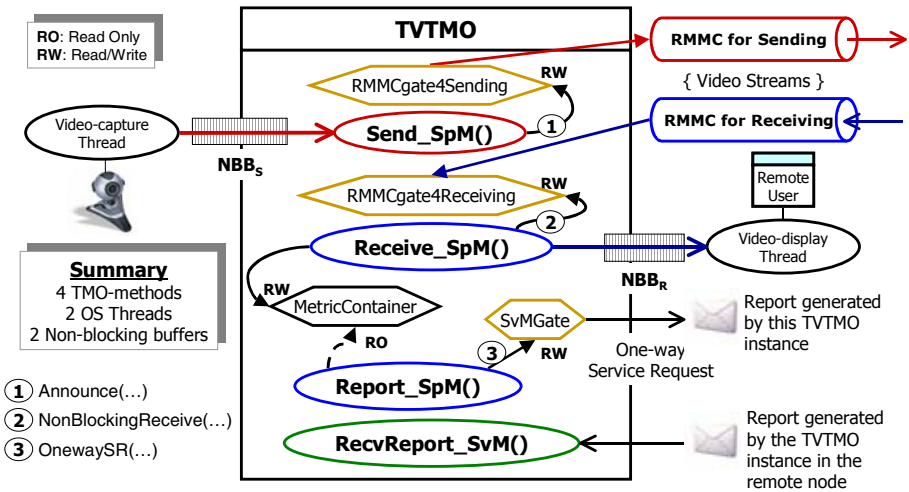 RO: Read Only
RW: Read/Write
TVTMO
RMMC for Sending
RMMCgate4Sending
RW
{ Video Streams }
Video-capture
Thread
NBBS
Send_SpM()
1
RMMC for Receiving
RMMCgate4Receiving
RW
2
Remote
User
Receive_SpM()
Video-display
Thread
NBBR
Summary
4 TMO-methods
2 OS Threads
2 Non-blocking buffers
RW
MetricContainer
RO
SvMGate
3
RW
One-way
Service Request
Report generated
by this TVTMO
instance
Report_SpM()
1 Announce(...)
2 NonBlockingReceive(...)
3 OnewaySR(...)
RecvReport_SvM()
Report generated
by the TVTMO
instance in the
remote node